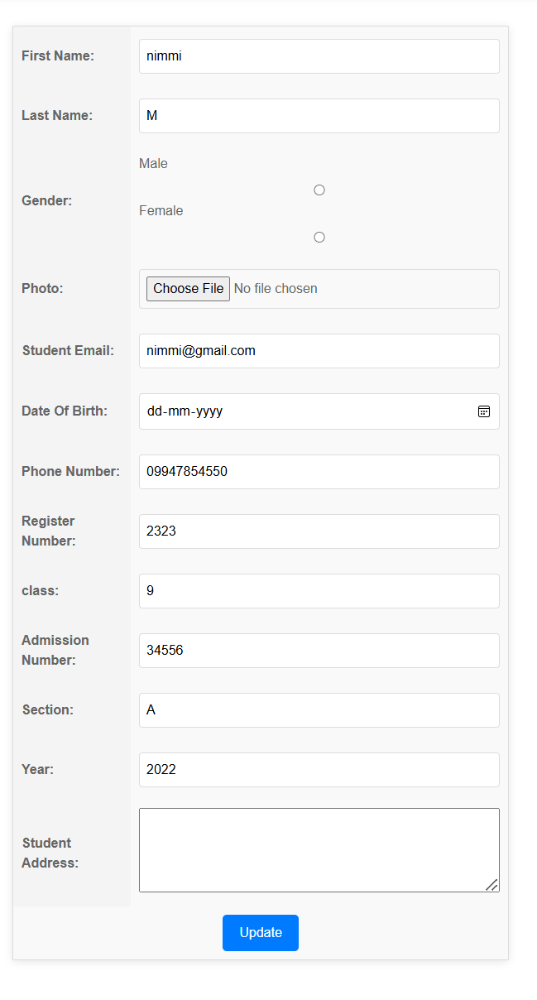 First Name: nimmi
Last Name: M
Male
Gender:
Female
Photo: Choose File No file chosen
Student Email: nimmi@gmail.com
Date Of Birth: dd-mm-yyyy
Phone Number: 09947854550
Register
Number: 2323
class: 9
Admission
Number: 34556
Section: A
Year: 2022
Student
Address:
Update